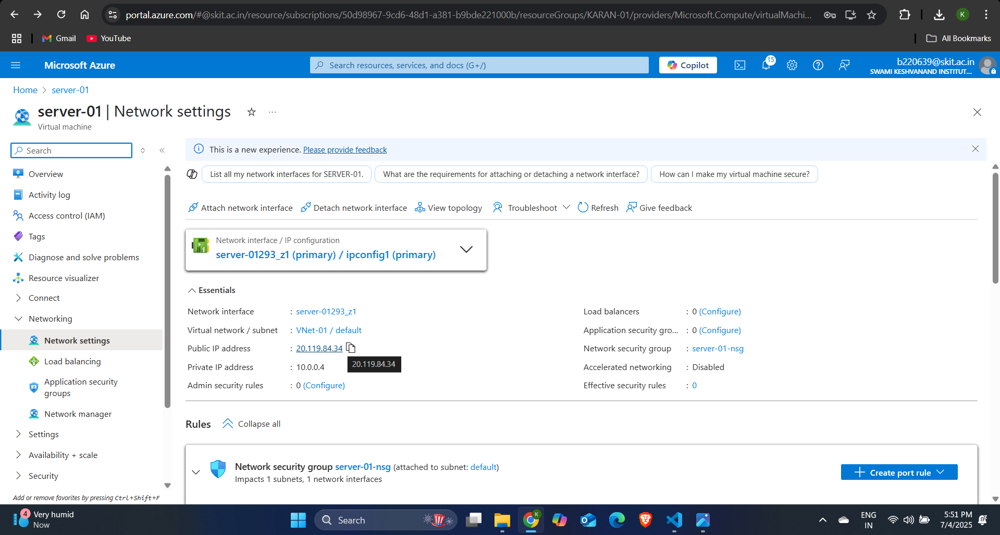 portal.azure.com/#@skit.ac.in/resource/subscriptions/50d98967-9cd6-48d1-a381-b9bde221000b/resourceGroups/KARAN-01/providers/Microsoft.Compute/virtualMachi...
K
Gmail
YouTube
All Bookmarks
Microsoft Azure
Search resources, services, and docs (G+/)
Copilot
15
b220639@skit.ac.in
SWAMI KESHVANAND INSTITUT...
Home > server-01
server-01 | Network settings
Virtual machine
Search
This is a new experience. Please provide feedback
List all my network interfaces for SERVER-01.
What are the requirements for attaching or detaching a network interface?
How can I make my virtual machine secure?
Overview
Activity log
Access control (IAM)
Tags
Diagnose and solve problems
Resource visualizer
Connect
Networking
Network settings
Load balancing
Application security
groups
Network manager
Settings
Availability + scale
Security
Add or remove favorites by pressing Ctrl+Shift+F
Attach network interface
Detach network interface
View topology
Troubleshoot
Refresh
Give feedback
Network interface / IP configuration
server-01293_z1 (primary) / ipconfig1 (primary)
Essentials
Network interface : server-01293_z1
Virtual network / subnet : VNet-01 / default
Public IP address : 20.119.84.34
20.119.84.34
Private IP address : 10.0.0.4
Admin security rules : 0 (Configure)
Load balancers : 0 (Configure)
Application security gro... : 0 (Configure)
Network security group : server-01-nsg
Accelerated networking : Disabled
Effective security rules : 0
Rules
Collapse all
Network security group server-01-nsg (attached to subnet: default)
Impacts 1 subnets, 1 network interfaces
Create port rule
4
Very humid
Now
Search
K
ENG
IN
5:51 PM
7/4/2025